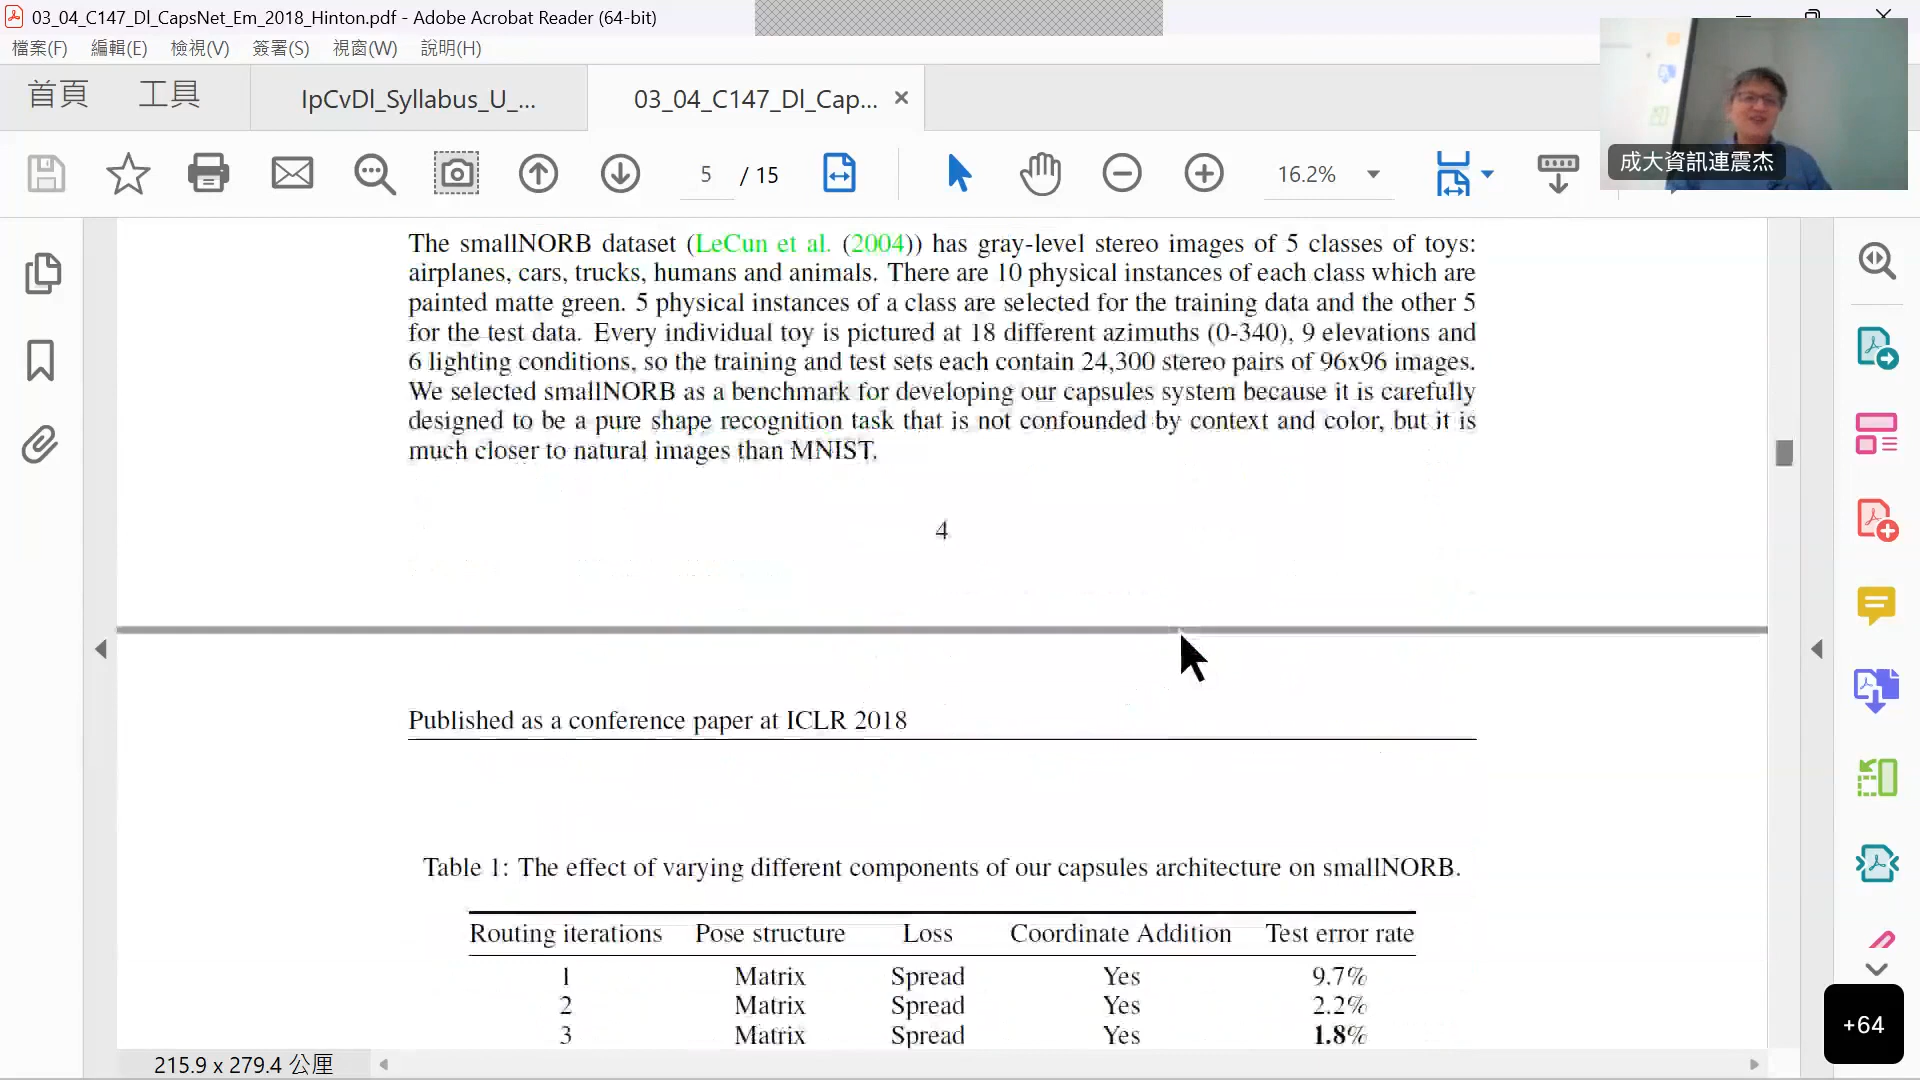 03_04_C147_Dl_CapsNet_Em_2018_Hinton.pdf - Adobe Acrobat Reader (64-bit)
檔案(F) 編輯(E) 檢視(V) 簽署(S) 視窗(W) 說明(H)
首頁 工具 IpCvDl_Syllabus_U_... 03_04_C147_Dl_Cap...
5 / 15 16.2%
成大資訊連震杰
The smallNORB dataset (LeCun et al. (2004)) has gray-level stereo images of 5 classes of toys:
airplanes, cars, trucks, humans and animals. There are 10 physical instances of each class which are
painted matte green. 5 physical instances of a class are selected for the training data and the other 5
for the test data. Every individual toy is pictured at 18 different azimuths (0-340), 9 elevations and
6 lighting conditions, so the training and test sets each contain 24,300 stereo pairs of 96x96 images.
We selected smallNORB as a benchmark for developing our capsules system because it is carefully
designed to be a pure shape recognition task that is not confounded by context and color, but it is
much closer to natural images than MNIST.
4
Published as a conference paper at ICLR 2018
Table 1: The effect of varying different components of our capsules architecture on smallNORB.
Routing iterations Pose structure Loss Coordinate Addition Test error rate
1 Matrix Spread Yes 9.7%
2 Matrix Spread Yes 2.2%
3 Matrix Spread Yes 1.8%
+64
215.9 x 279.4 公厘